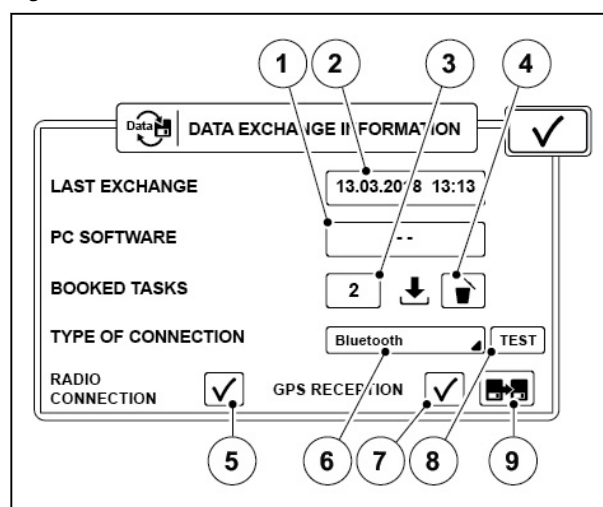 1 2 3 4
Data DATA EXCHANGE INFORMATION
LAST EXCHANGE 13.03.2018 13:13
PC SOFTWARE - -
BOOKED TASKS 2
TYPE OF CONNECTION Bluetooth TEST
RADIO CONNECTION GPS RECEPTION
5 6 7 8 9